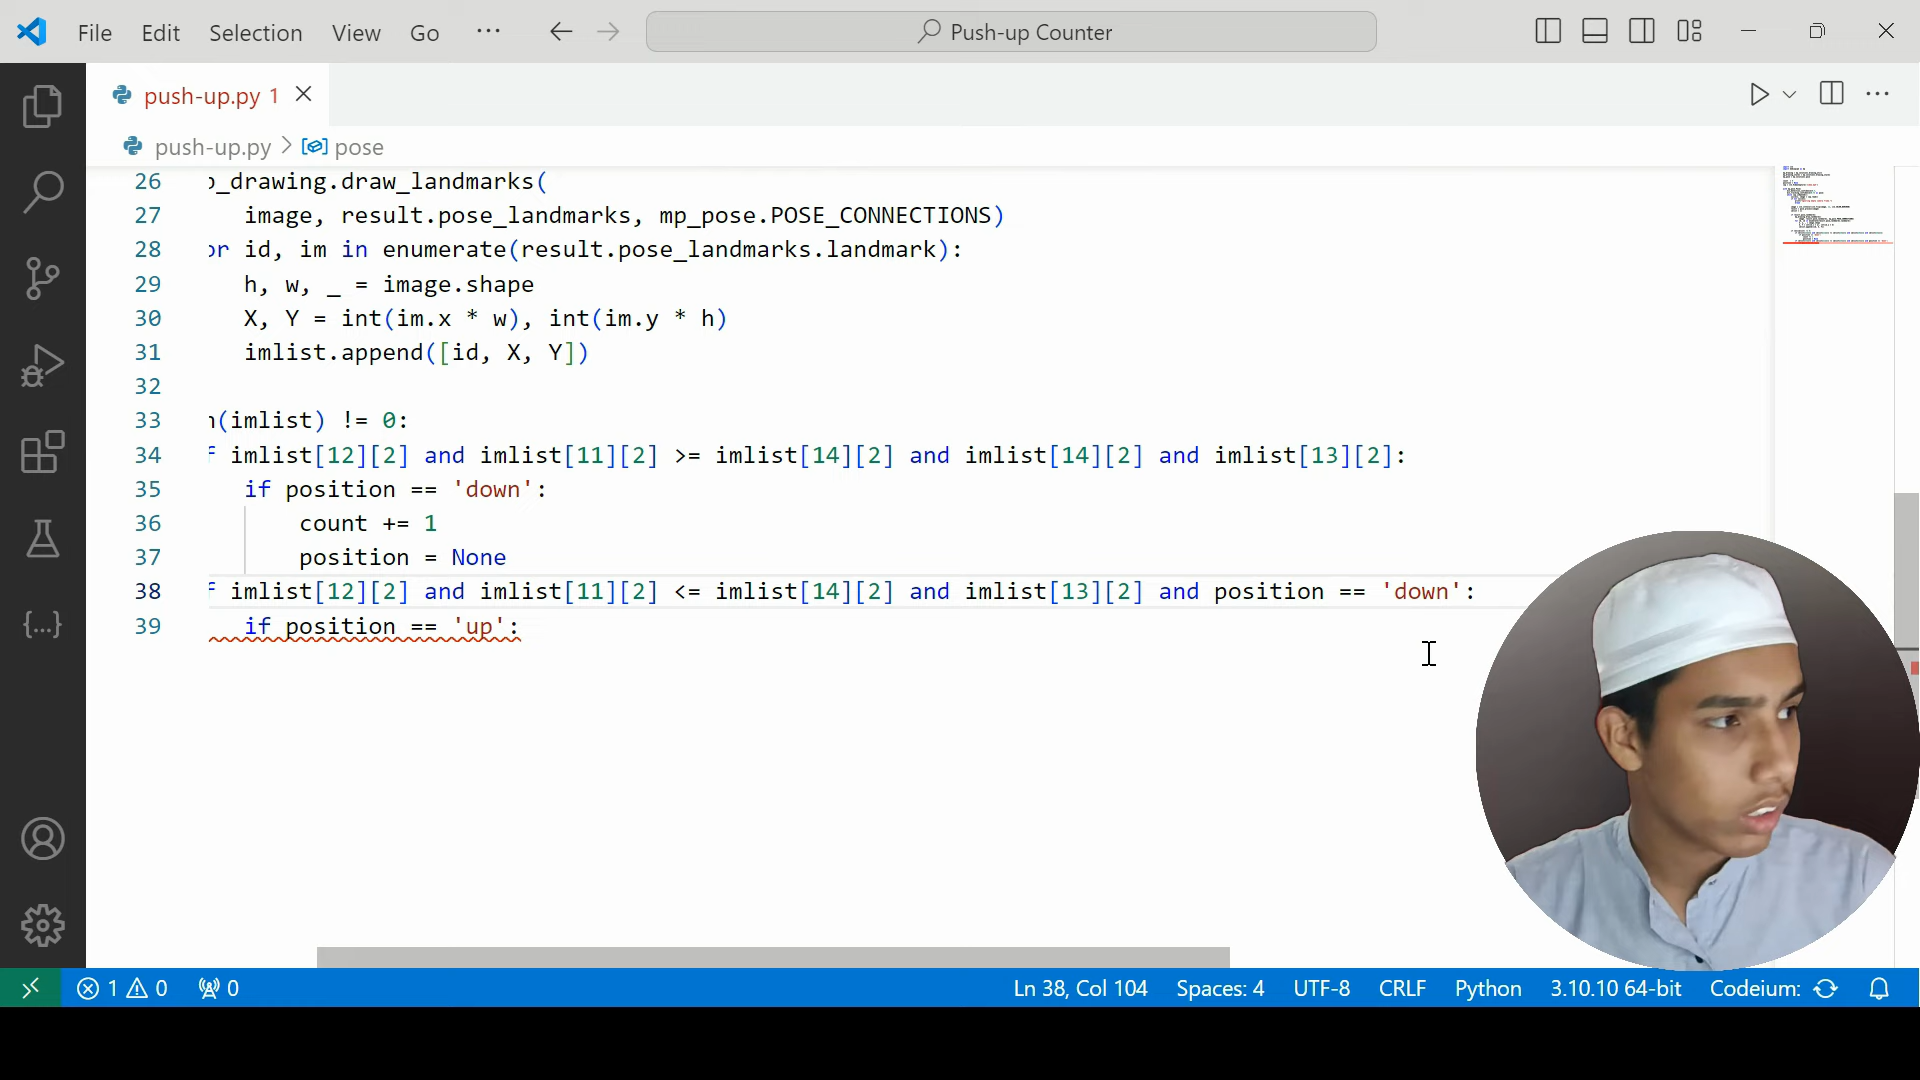 File Edit Selection View Go ··· Push-up Counter
push-up.py 1
push-up.py > pose
26 _drawing.draw_landmarks(
27 image, result.pose_landmarks, mp_pose.POSE_CONNECTIONS)
28 or id, im in enumerate(result.pose_landmarks.landmark):
29 h, w, _ = image.shape
30 X, Y = int(im.x * w), int(im.y * h)
31 imlist.append([id, X, Y])
32
33 (imlist) != 0:
34 imlist[12][2] and imlist[11][2] >= imlist[14][2] and imlist[14][2] and imlist[13][2]:
35 if position == 'down':
36 count += 1
37 position = None
38 imlist[12][2] and imlist[11][2] <= imlist[14][2] and imlist[13][2] and position == 'down':
39 if position == 'up':
1 0 0 Ln 38, Col 104 Spaces: 4 UTF-8 CRLF Python 3.10.10 64-bit Codeium: